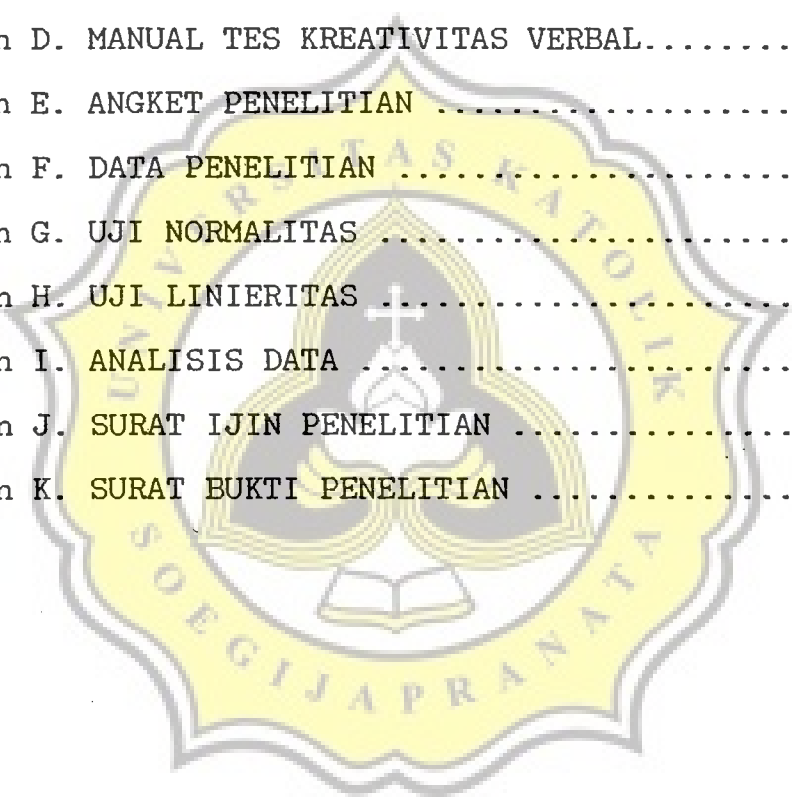 n D. MANUAL TES KREATIVITAS VERBAL........
n E. ANGKET PENELITIAN ...................
n F. DATA PENELITIAN .....................
n G. UJI NORMALITAS ......................
n H. UJI LINIERITAS ......................
n I. ANALISIS DATA .......................
n J. SURAT IJIN PENELITIAN ...............
n K. SURAT BUKTI PENELITIAN ..............
UNIVERSITAS KATOLIK
SOEGIJAPRANATA